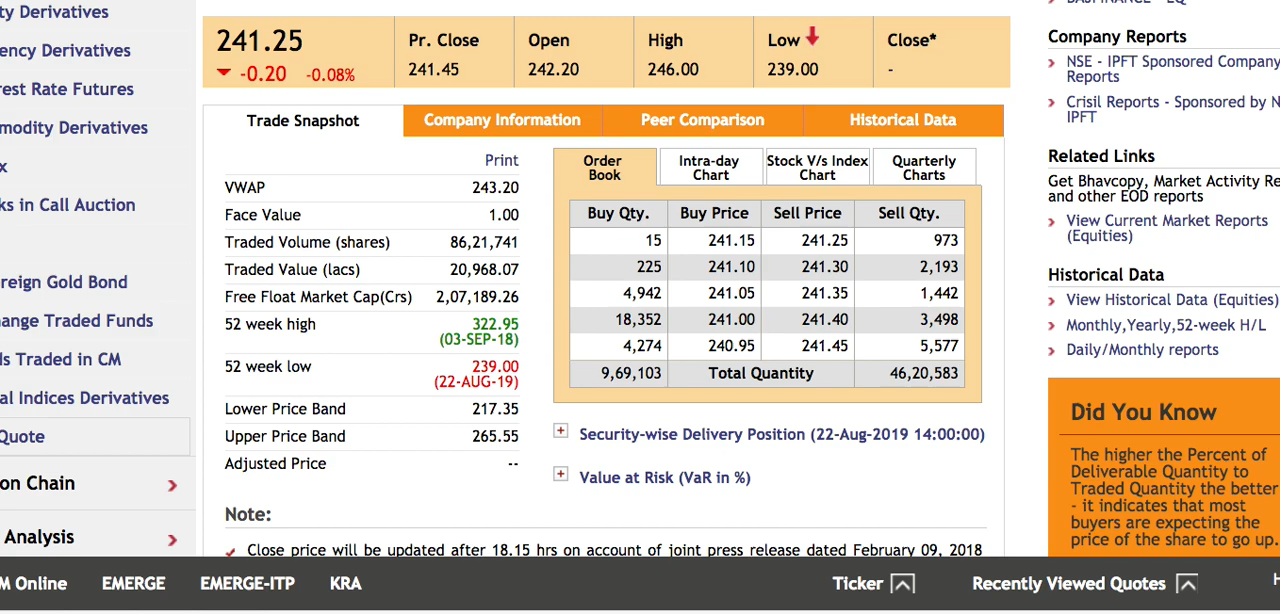 ty Derivatives
ency Derivatives
rest Rate Futures
modity Derivatives
x
ks in Call Auction
reign Gold Bond
ange Traded Funds
ds Traded in CM
al Indices Derivatives
Quote
on Chain
Analysis
241.25
-0.20 -0.08%
Pr. Close
241.45
Open
242.20
High
246.00
Low
239.00
Close*
-
Trade Snapshot
Company Information
Peer Comparison
Historical Data
Print
VWAP 243.20
Face Value 1.00
Traded Volume (shares) 86,21,741
Traded Value (lacs) 20,968.07
Free Float Market Cap(Crs) 2,07,189.26
52 week high 322.95
(03-SEP-18)
52 week low 239.00
(22-AUG-19)
Lower Price Band 217.35
Upper Price Band 265.55
Adjusted Price --
Order
Book
Intra-day
Chart
Stock V/s Index
Chart
Quarterly
Charts
Buy Qty. Buy Price Sell Price Sell Qty.
15 241.15 241.25 973
225 241.10 241.30 2,193
4,942 241.05 241.35 1,442
18,352 241.00 241.40 3,498
4,274 240.95 241.45 5,577
9,69,103 Total Quantity 46,20,583
Security-wise Delivery Position (22-Aug-2019 14:00:00)
Value at Risk (VaR in %)
Note:
Close price will be updated after 18.15 hrs on account of joint press release dated February 09, 2018
Company Reports
NSE - IPFT Sponsored Company
Reports
Crisil Reports - Sponsored by N
IPFT
Related Links
Get Bhavcopy, Market Activity Re
and other EOD reports
View Current Market Reports
(Equities)
Historical Data
View Historical Data (Equities)
Monthly,Yearly,52-week H/L
Daily/Monthly reports
Did You Know
The higher the Percent of
Deliverable Quantity to
Traded Quantity the better
- it indicates that most
buyers are expecting the
price of the share to go up.
M Online
EMERGE
EMERGE-ITP
KRA
Ticker
Recently Viewed Quotes
H